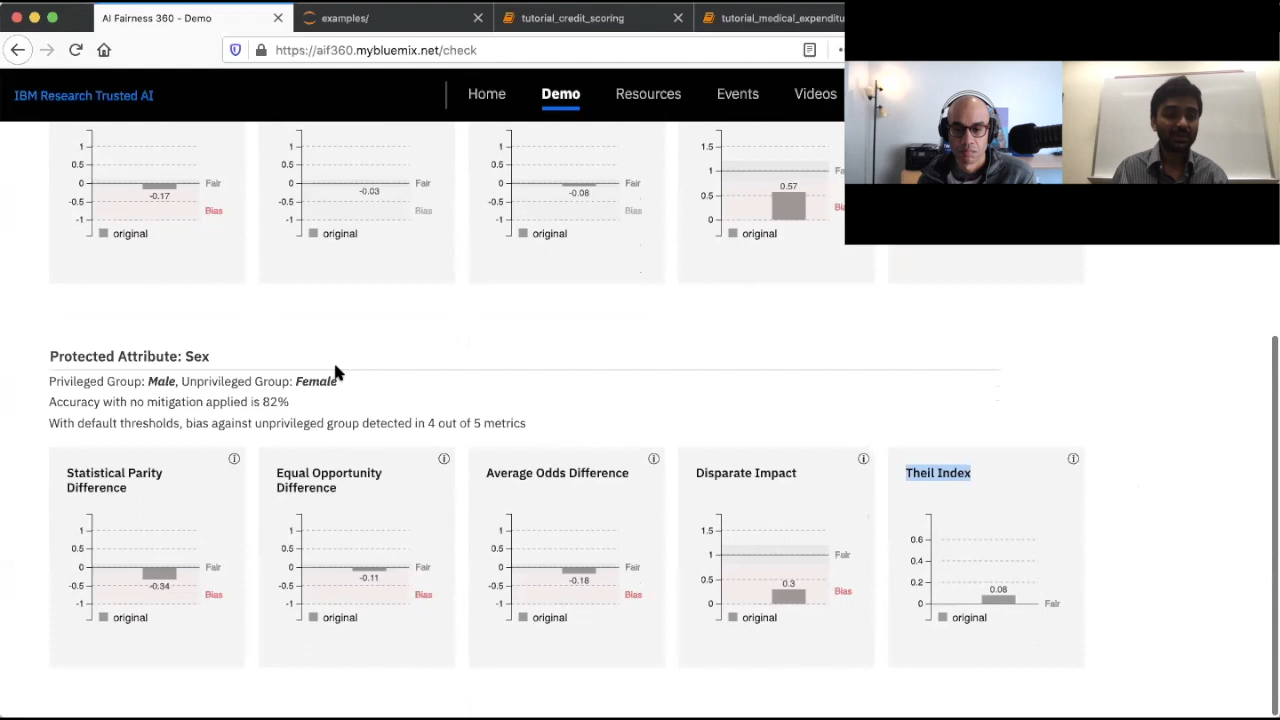 AI Fairness 360 - Demo
examples/
tutorial_credit_scoring
tutorial_medical_expenditu
https://aif360.mybluemix.net/check
IBM Research Trusted AI
Home
Demo
Resources
Events
Videos
1
0.5
0
-0.5
-1
-0.17
Fair
Bias
original
1
0.5
0
-0.5
-1
-0.03
Fair
Bias
original
1
0.5
0
-0.5
-1
-0.08
Fair
Bias
original
1.5
1
0.5
0
0.57
Fa
Bi
original
Protected Attribute: Sex
Privileged Group: Male, Unprivileged Group: Female
Accuracy with no mitigation applied is 82%
With default thresholds, bias against unprivileged group detected in 4 out of 5 metrics
Statistical Parity
Difference
1
0.5
0
-0.5
-1
-0.34
Fair
Bias
original
Equal Opportunity
Difference
1
0.5
0
-0.5
-1
-0.11
Fair
Bias
original
Average Odds Difference
1
0.5
0
-0.5
-1
-0.18
Fair
Bias
original
Disparate Impact
1.5
1
0.5
0
0.3
Fair
Bias
original
Theil Index
0.6
0.4
0.2
0
0.08
Fair
original